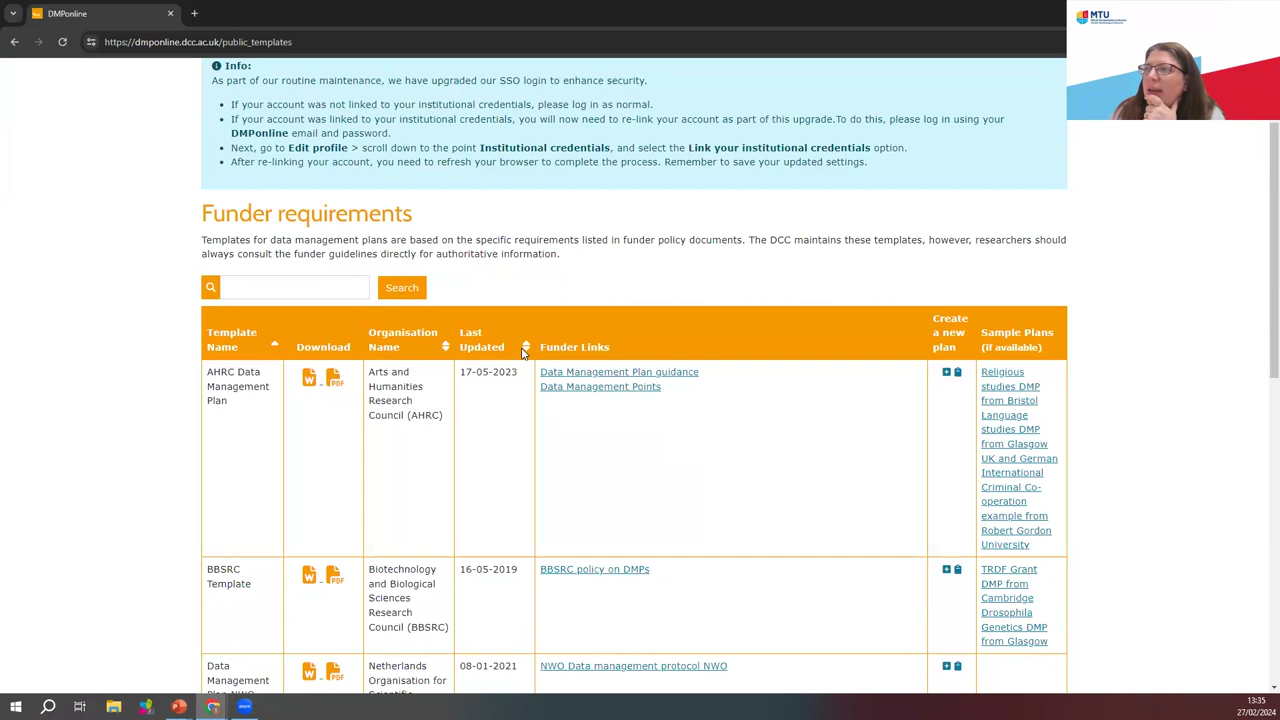 DMPonline
https://dmponline.dcc.ac.uk/public_templates
MTU
Info:
As part of our routine maintenance, we have upgraded our SSO login to enhance security.
If your account was not linked to your institutional credentials, please log in as normal.
If your account was linked to your institutional credentials, you will now need to re-link your account as part of this upgrade.To do this, please log in using your
DMPonline email and password.
Next, go to Edit profile > scroll down to the point Institutional credentials, and select the Link your institutional credentials option.
After re-linking your account, you need to refresh your browser to complete the process. Remember to save your updated settings.
Funder requirements
Templates for data management plans are based on the specific requirements listed in funder policy documents. The DCC maintains these templates, however, researchers should
always consult the funder guidelines directly for authoritative information.
Search
Template
Name
Download
Organisation
Name
Last
Updated
Funder Links
Create
a new
plan
Sample Plans
(if available)
AHRC Data
Management
Plan
W
PDF
Arts and
Humanities
Research
Council (AHRC)
17-05-2023
Data Management Plan guidance
Data Management Points
Religious
studies DMP
from Bristol
Language
studies DMP
from Glasgow
UK and German
International
Criminal Co-
operation
example from
Robert Gordon
University
BBSRC
Template
W
PDF
Biotechnology
and Biological
Sciences
Research
Council (BBSRC)
16-05-2019
BBSRC policy on DMPs
TRDF Grant
DMP from
Cambridge
Drosophila
Genetics DMP
from Glasgow
Data
Management
Plan NWO
W
PDF
Netherlands
Organisation for
Scientific
08-01-2021
NWO Data management protocol NWO
13:35
27/02/2024